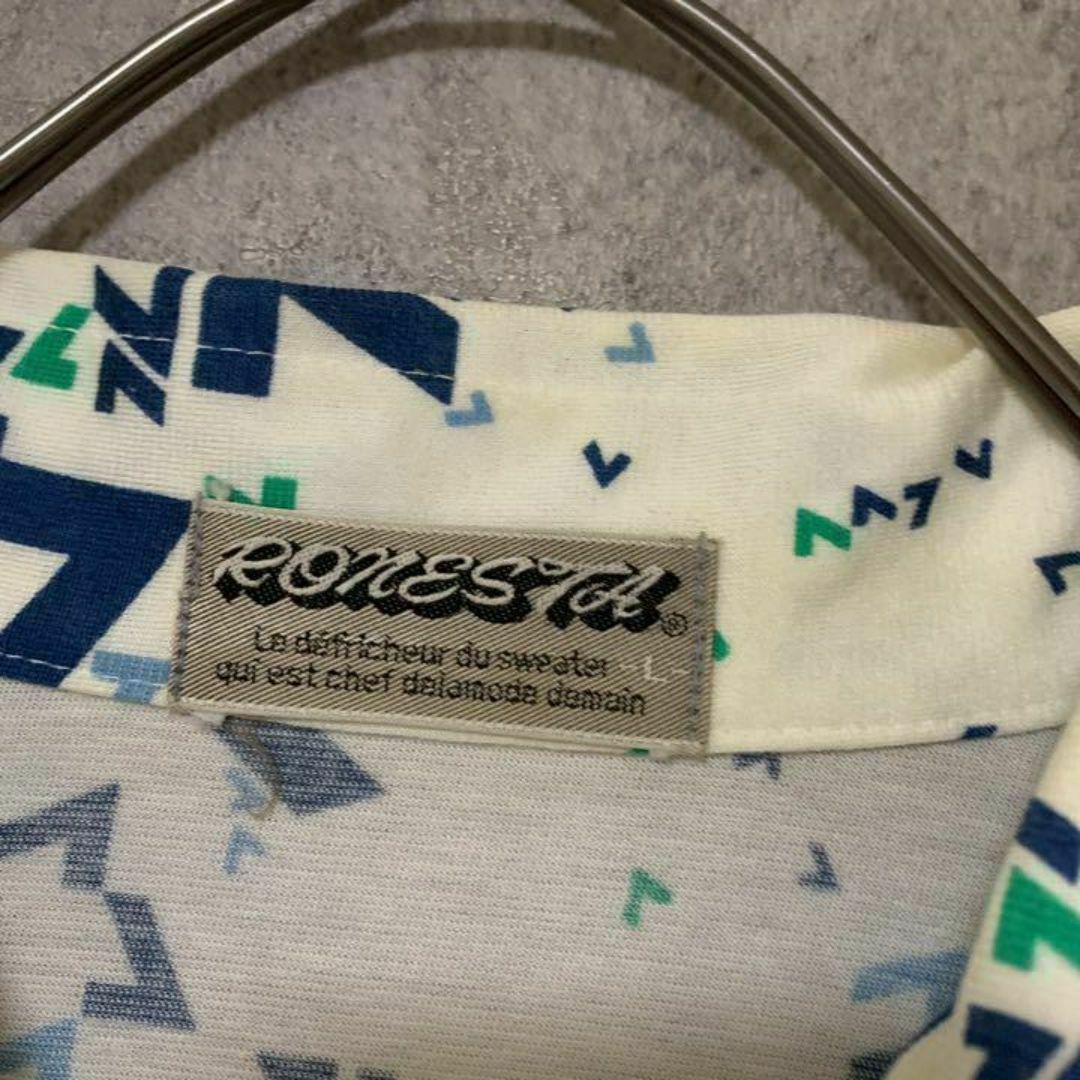 RONESTA®
Le défricheur du sweater -L-
qui est chef delamode demain